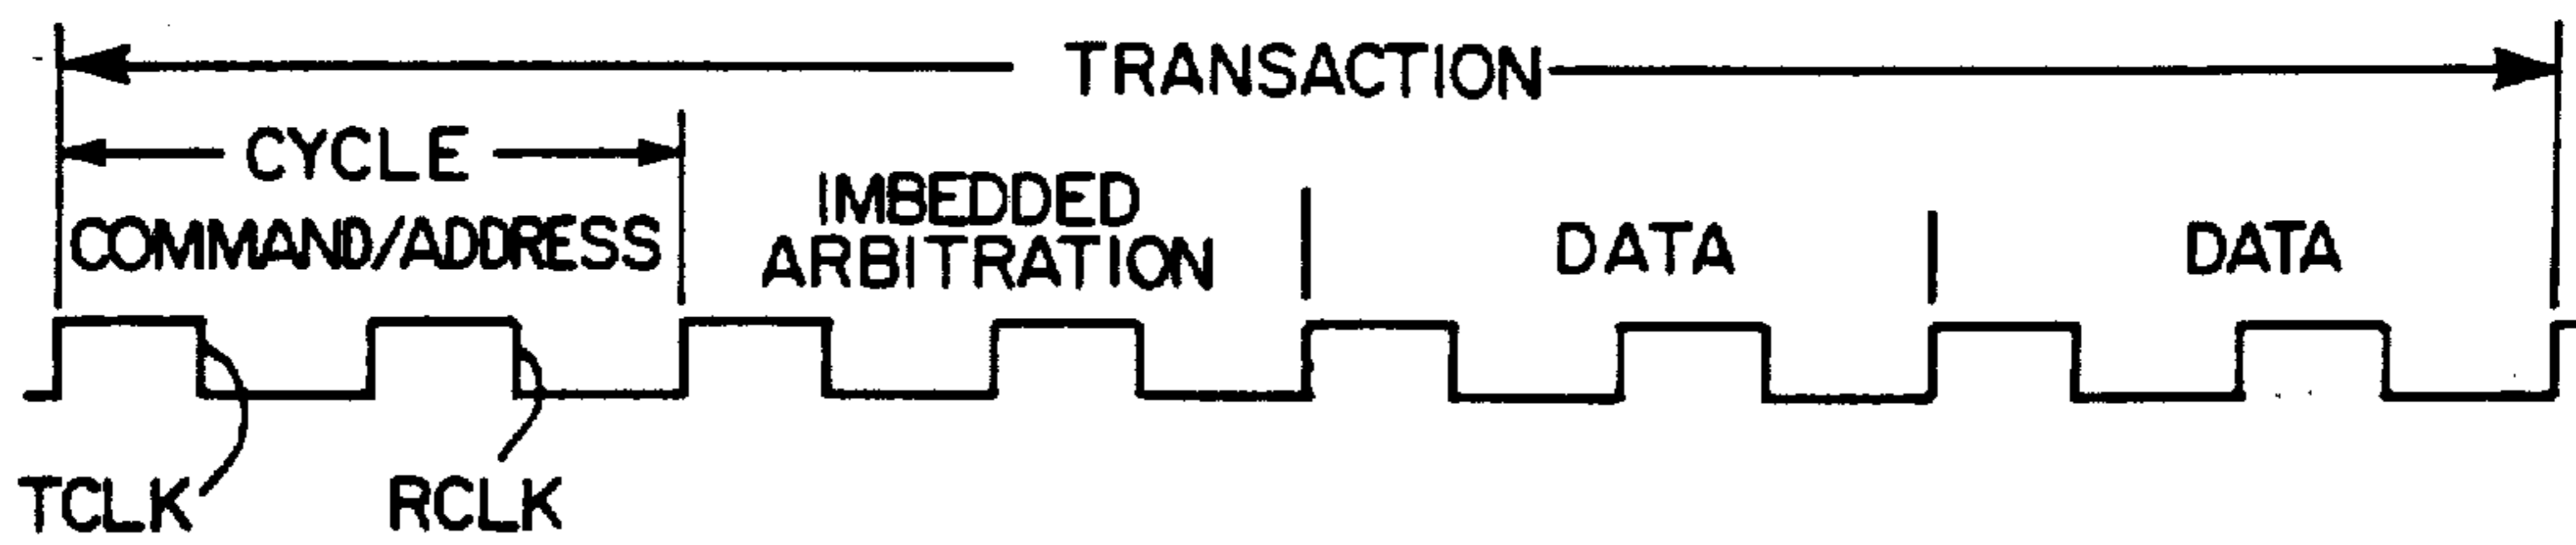 TRANSACTION
CYCLE
COMMAND/ADDRESS
IMBEDDED
ARBITRATION
DATA
DATA
TCLK
RCLK